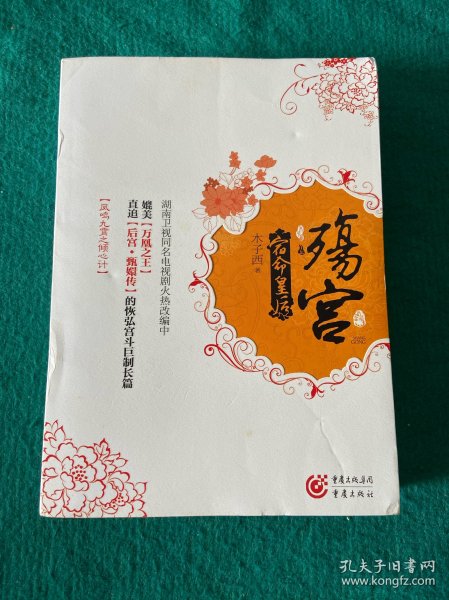 殇宫
SHANG
GONG
宿命皇后
木子西 著
湖南卫视同名电视剧火热改编中
媲美【万凰之王】
直追【后宫·甄嬛传】的恢弘宫斗巨制长篇
【凤鸣九霄之倾心计】
重庆出版集团
重庆出版社
孔夫子旧书网
www.kongfz.com